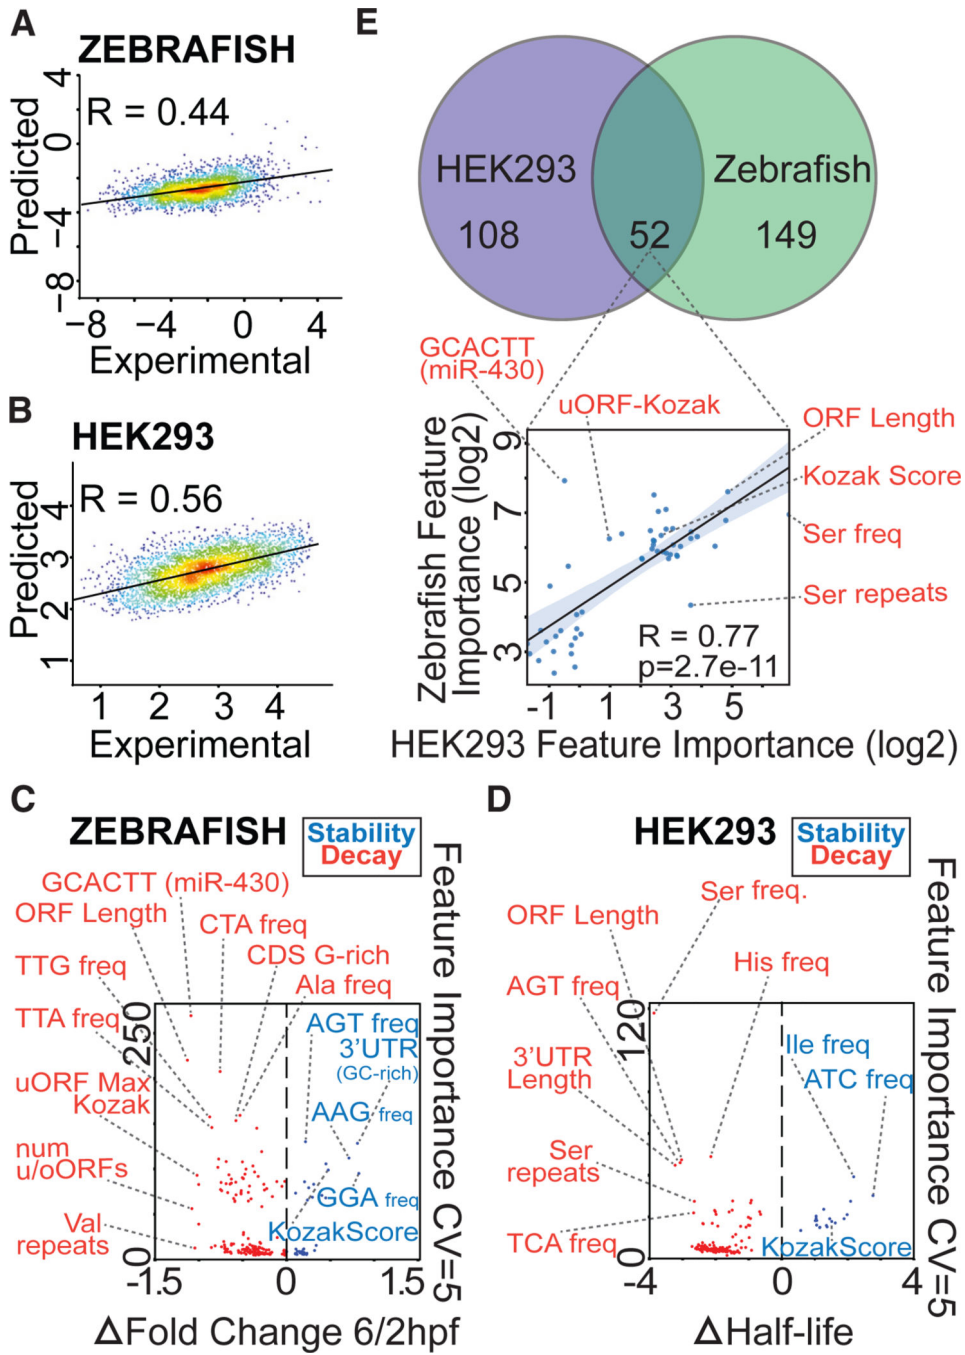 A
ZEBRAFISH
R = 0.44
Predicted
4
0
−4
−8
−8 −4 0 4
Experimental
B
HEK293
R = 0.56
Predicted
4
3
2
1
1 2 3 4
Experimental
E
HEK293
108
52
Zebrafish
149
GCACTT
(miR-430)
uORF-Kozak
ORF Length
Kozak Score
Ser freq
Ser repeats
Zebrafish Feature
Importance (log2)
9
7
5
3
R = 0.77
p=2.7e-11
-1 1 3 5
HEK293 Feature Importance (log2)
C
ZEBRAFISH
Stability
Decay
GCACTT (miR-430)
ORF Length
CTA freq
CDS G-rich
TTG freq
Ala freq
TTA freq
AGT freq
3'UTR
(GC-rich)
uORF Max
Kozak
AAG freq
num
u/oORFs
GGA freq
KozakScore
Val
repeats
250
0
-1.5 0 1.5
ΔFold Change 6/2hpf
Feature Importance CV=5
D
HEK293
Stability
Decay
Ser freq.
ORF Length
His freq
AGT freq
Ile freq
3'UTR
Length
ATC freq
Ser
repeats
TCA freq
KozakScore
120
0
-4 0 4
ΔHalf-life
Feature Importance CV=5